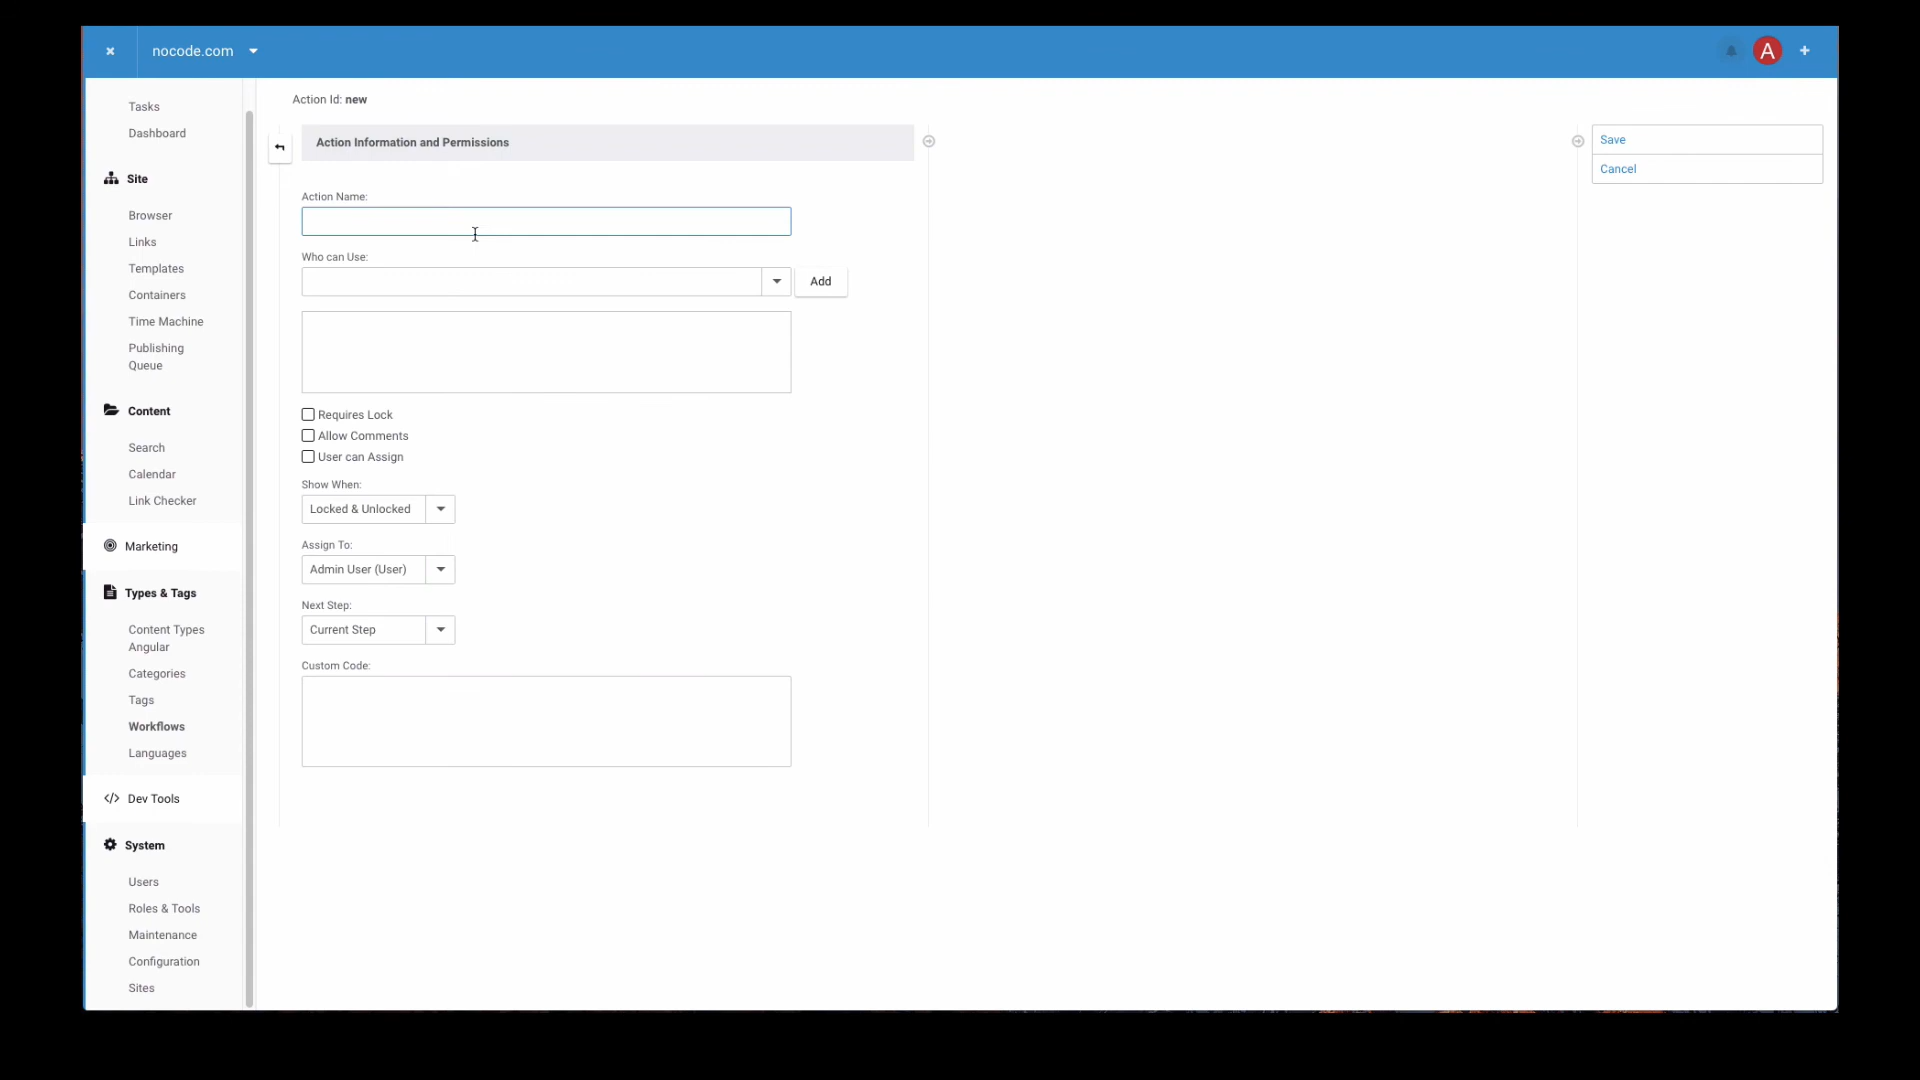 nocode.com
A
+
Tasks
Dashboard
Site
Browser
Links
Templates
Containers
Time Machine
Publishing
Queue
Content
Search
Calendar
Link Checker
Marketing
Types & Tags
Content Types
Angular
Categories
Tags
Workflows
Languages
</> Dev Tools
System
Users
Roles & Tools
Maintenance
Configuration
Sites
Action Id: new
Action Information and Permissions
Action Name:
Who can Use:
Add
Requires Lock
Allow Comments
User can Assign
Show When:
Locked & Unlocked
Assign To:
Admin User (User)
Next Step:
Current Step
Custom Code:
Save
Cancel